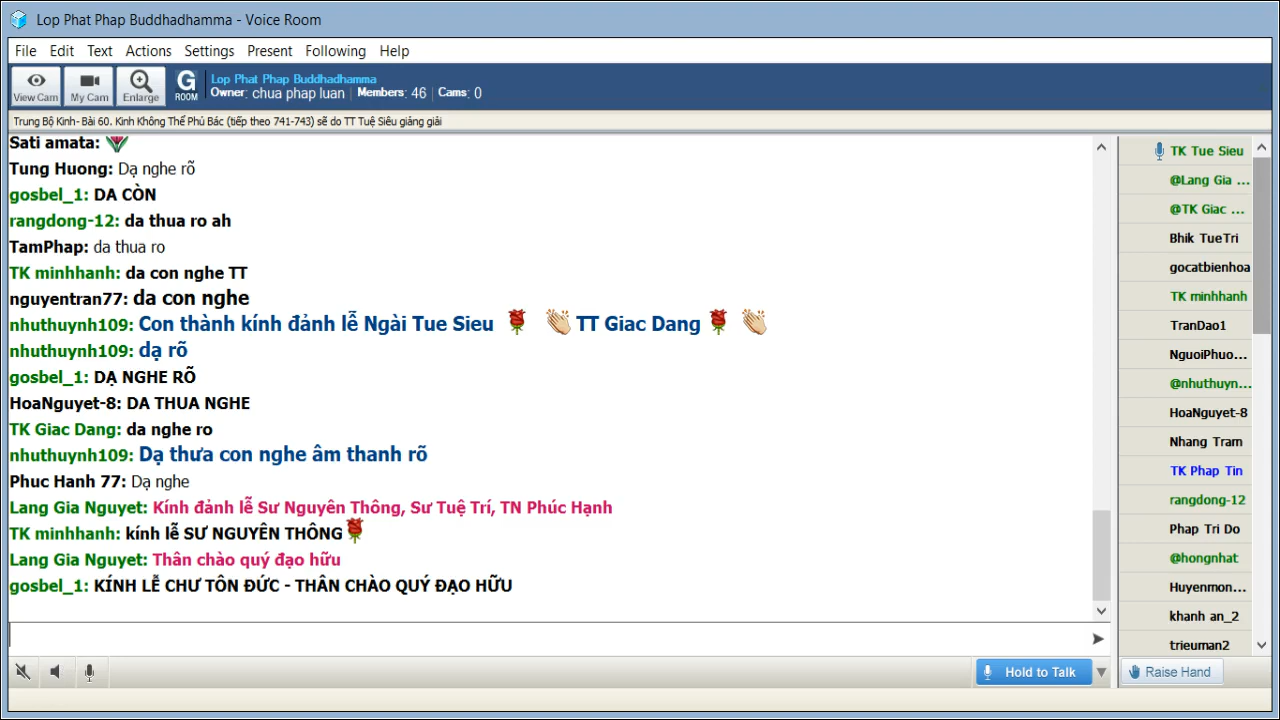 Lop Phat Phap Buddhadhamma - Voice Room
File Edit Text Actions Settings Present Following Help
View Cam My Cam Enlarge G ROOM
Lop Phat Phap Buddhadhamma
Owner: chua phap luan Members: 46 Cams: 0
Trung Bộ Kinh- Bài 60. Kinh Không Thể Phủ Bác (tiếp theo 741-743) sẽ do TT Tuệ Siêu giảng giải
Sati amata:
Tung Huong: Dạ nghe rõ
gosbel_1: DA CÒN
rangdong-12: da thua ro ah
TamPhap: da thua ro
TK minhhanh: da con nghe TT
nguyentran77: da con nghe
nhuthuynh109: Con thành kính đảnh lễ Ngài Tue Sieu TT Giac Dang
nhuthuynh109: dạ rõ
gosbel_1: DẠ NGHE RÕ
HoaNguyet-8: DA THUA NGHE
TK Giac Dang: da nghe ro
nhuthuynh109: Dạ thưa con nghe âm thanh rõ
Phuc Hanh 77: Dạ nghe
Lang Gia Nguyet: Kính đảnh lễ Sư Nguyên Thông, Sư Tuệ Trí, TN Phúc Hạnh
TK minhhanh: kính lễ SƯ NGUYÊN THÔNG
Lang Gia Nguyet: Thân chào quý đạo hữu
gosbel_1: KÍNH LỄ CHƯ TÔN ĐỨC - THÂN CHÀO QUÝ ĐẠO HỮU
TK Tue Sieu
@Lang Gia ...
@TK Giac ...
Bhik TueTri
gocatbienhoa
TK minhhanh
TranDao1
NguoiPhuo...
@nhuthuyn...
HoaNguyet-8
Nhang Tram
TK Phap Tin
rangdong-12
Phap Tri Do
@hongnhat
Huyenmon...
khanh an_2
trieuman2
Hold to Talk
Raise Hand